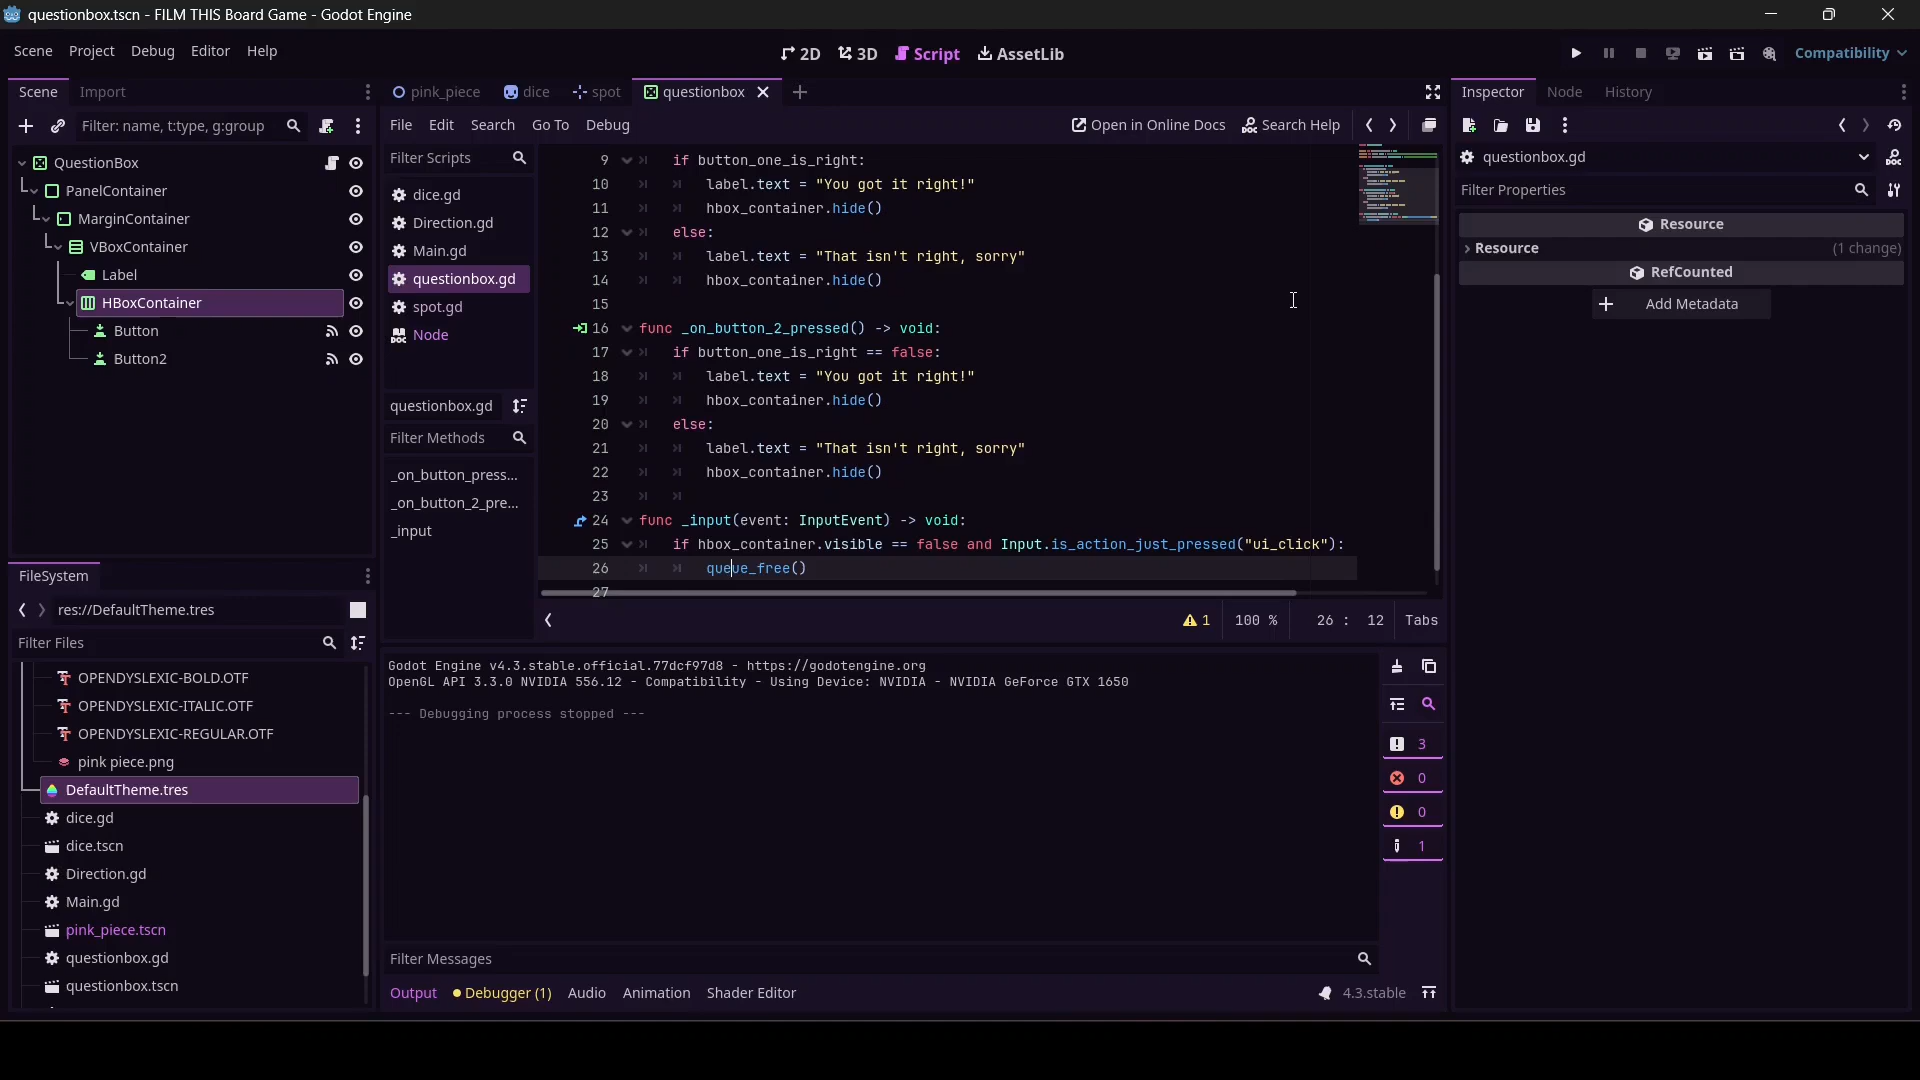 questionbox.tscn - FILM THIS Board Game - Godot Engine
Scene Project Debug Editor Help
2D 3D Script AssetLib
Compatibility
Scene Import
Filter: name, t:type, g:group
QuestionBox
PanelContainer
MarginContainer
VBoxContainer
Label
HBoxContainer
Button
Button2
FileSystem
res://DefaultTheme.tres
Filter Files
OPENDYSLEXIC-BOLD.OTF
OPENDYSLEXIC-ITALIC.OTF
OPENDYSLEXIC-REGULAR.OTF
pink piece.png
DefaultTheme.tres
dice.gd
dice.tscn
Direction.gd
Main.gd
pink_piece.tscn
questionbox.gd
questionbox.tscn
pink_piece dice spot questionbox
File Edit Search Go To Debug
Open in Online Docs Search Help
Filter Scripts
dice.gd
Direction.gd
Main.gd
questionbox.gd
spot.gd
Node
questionbox.gd
Filter Methods
_on_button_press...
_on_button_2_pre...
_input
9 if button_one_is_right:
10 label.text = "You got it right!"
11 hbox_container.hide()
12 else:
13 label.text = "That isn't right, sorry"
14 hbox_container.hide()
15
16 func _on_button_2_pressed() -> void:
17 if button_one_is_right == false:
18 label.text = "You got it right!"
19 hbox_container.hide()
20 else:
21 label.text = "That isn't right, sorry"
22 hbox_container.hide()
23
24 func _input(event: InputEvent) -> void:
25 if hbox_container.visible == false and Input.is_action_just_pressed("ui_click"):
26 queue_free()
27
1 100 % 26 : 12 Tabs
Godot Engine v4.3.stable.official.77dcf97d8 - https://godotengine.org
OpenGL API 3.3.0 NVIDIA 556.12 - Compatibility - Using Device: NVIDIA - NVIDIA GeForce GTX 1650
--- Debugging process stopped ---
3
0
0
1
Filter Messages
Output Debugger (1) Audio Animation Shader Editor
4.3.stable
Inspector Node History
questionbox.gd
Filter Properties
Resource
Resource (1 change)
RefCounted
Add Metadata